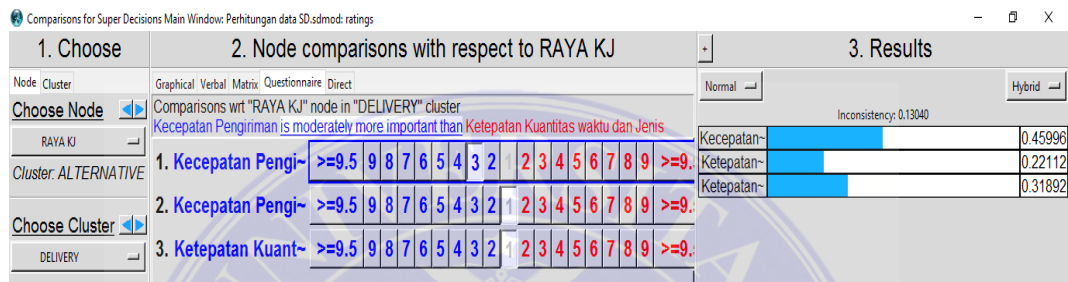 Comparisons for Super Decisions Main Window: Perhitungan data SD.sdmod: ratings
1. Choose
Node Cluster
Choose Node
RAYA KJ
Cluster: ALTERNATIVE
Choose Cluster
DELIVERY
2. Node comparisons with respect to RAYA KJ
Graphical Verbal Matrix Questionnaire Direct
Comparisons wrt "RAYA KJ" node in "DELIVERY" cluster
Kecepatan Pengiriman is moderately more important than Ketepatan Kuantitas waktu dan Jenis
1. Kecepatan Pengi~ >=9.5 9 8 7 6 5 4 3 2 1 2 3 4 5 6 7 8 9 >=9.
2. Kecepatan Pengi~ >=9.5 9 8 7 6 5 4 3 2 1 2 3 4 5 6 7 8 9 >=9.
3. Ketepatan Kuant~ >=9.5 9 8 7 6 5 4 3 2 1 2 3 4 5 6 7 8 9 >=9.
+ 3. Results
Normal Hybrid
Inconsistency: 0.13040
Kecepatan~ 0.45996
Ketepatan~ 0.22112
Ketepatan~ 0.31892